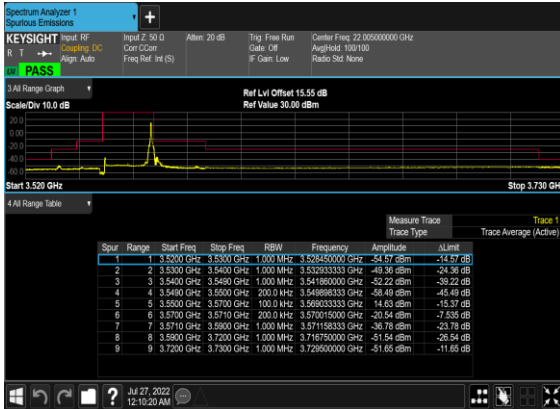 Spectrum Analyzer 1
Spurious Emissions
+
KEYSIGHT Input: RF Input Z: 50 Ω Atten: 20 dB Trig: Free Run Center Freq: 22.005000000 GHz
R T Coupling: DC Corr CCorr Gate: Off Avg|Hold: 100/100
Align: Auto Freq Ref: Int (S) IF Gain: Low Radio Std: None
PASS
3 All Range Graph
Ref Lvl Offset 15.55 dB
Scale/Div 10.0 dB Ref Value 30.00 dBm
20.0
0.00
-20.0
-40.0
-60.0
Start 3.520 GHz Stop 3.730 GH
4 All Range Table
Measure Trace Trace 1
Trace Type Trace Average (Active)
Spur Range Start Freq Stop Freq RBW Frequency Amplitude ΔLimit
1 1 3.5200 GHz 3.5300 GHz 1.000 MHz 3.528450000 GHz -54.57 dBm -14.57 dB
2 2 3.5300 GHz 3.5400 GHz 1.000 MHz 3.532933333 GHz -49.36 dBm -24.36 dB
3 3 3.5400 GHz 3.5490 GHz 1.000 MHz 3.541860000 GHz -52.22 dBm -39.22 dB
4 4 3.5490 GHz 3.5500 GHz 200.0 kHz 3.549898333 GHz -58.49 dBm -45.49 dB
5 5 3.5500 GHz 3.5700 GHz 100.0 kHz 3.569033333 GHz 14.63 dBm -15.37 dB
6 6 3.5700 GHz 3.5710 GHz 200.0 kHz 3.570015000 GHz -20.54 dBm -7.535 dB
7 7 3.5710 GHz 3.5900 GHz 1.000 MHz 3.571158333 GHz -36.78 dBm -23.78 dB
8 8 3.5900 GHz 3.7200 GHz 1.000 MHz 3.716750000 GHz -51.54 dBm -26.54 dB
9 9 3.7200 GHz 3.7300 GHz 1.000 MHz 3.729500000 GHz -51.65 dBm -11.65 dB
? Jul 27, 2022
12:10:20 AM